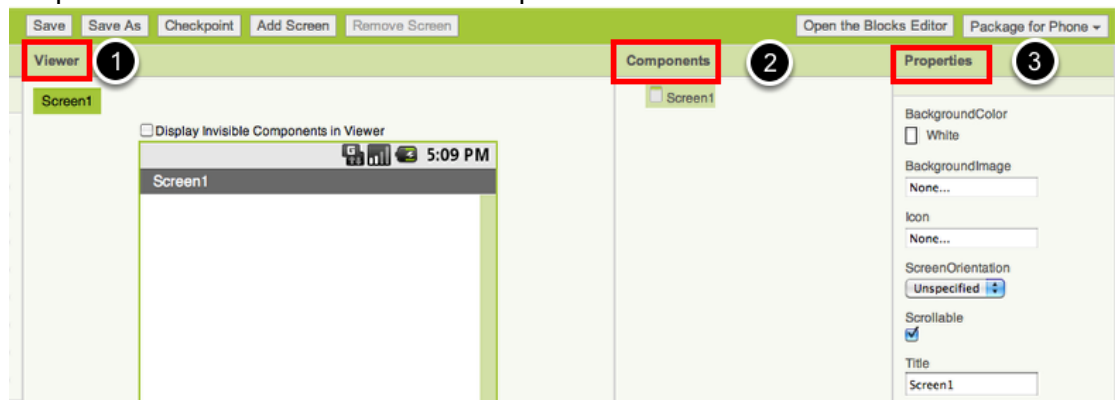 Save Save As Checkpoint Add Screen Remove Screen Open the Blocks Editor Package for Phone
Viewer 1 Components 2 Properties 3
Screen1
Screen1
Display Invisible Components in Viewer
5:09 PM
Screen1
BackgroundColor
White
BackgroundImage
None...
Icon
None...
ScreenOrientation
Unspecified
Scrollable
Title
Screen1